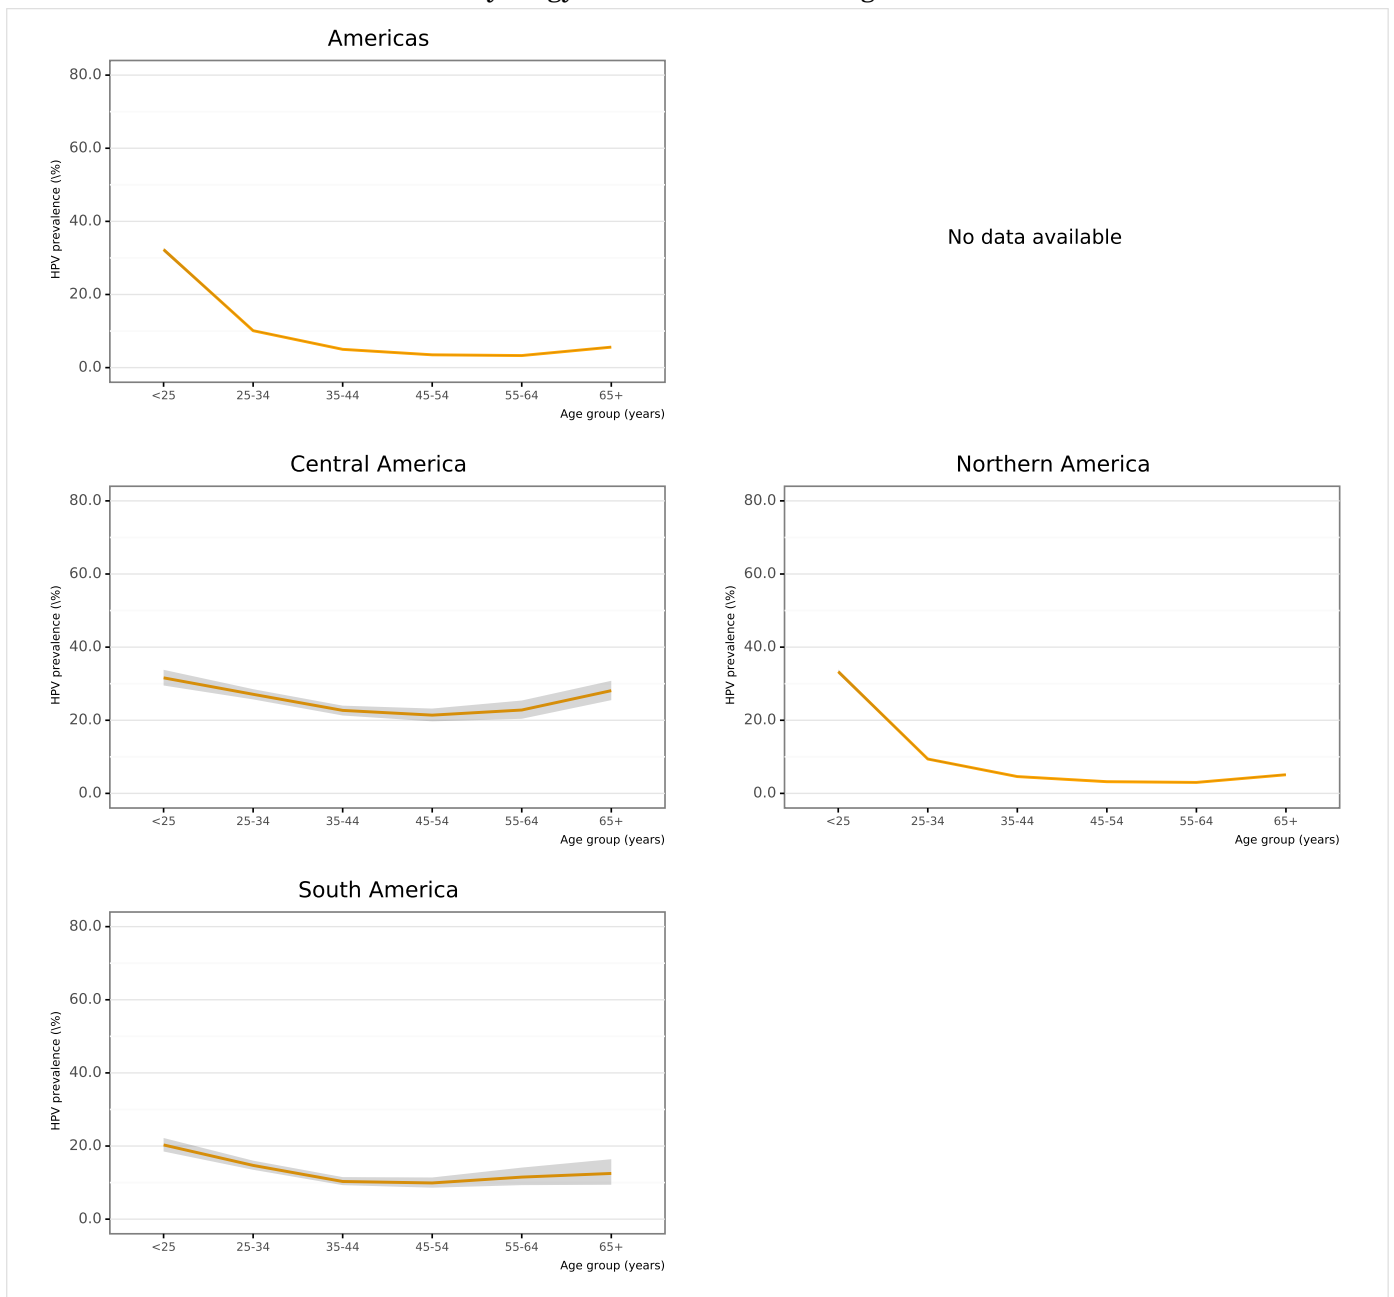 Americas
80.0
60.0
40.0
20.0
0.0
HPV prevalence (\%)
<25 25-34 35-44 45-54 55-64 65+
Age group (years)
No data available
Central America
80.0
60.0
40.0
20.0
0.0
HPV prevalence (\%)
<25 25-34 35-44 45-54 55-64 65+
Age group (years)
Northern America
80.0
60.0
40.0
20.0
0.0
HPV prevalence (\%)
<25 25-34 35-44 45-54 55-64 65+
Age group (years)
South America
80.0
60.0
40.0
20.0
0.0
HPV prevalence (\%)
<25 25-34 35-44 45-54 55-64 65+
Age group (years)